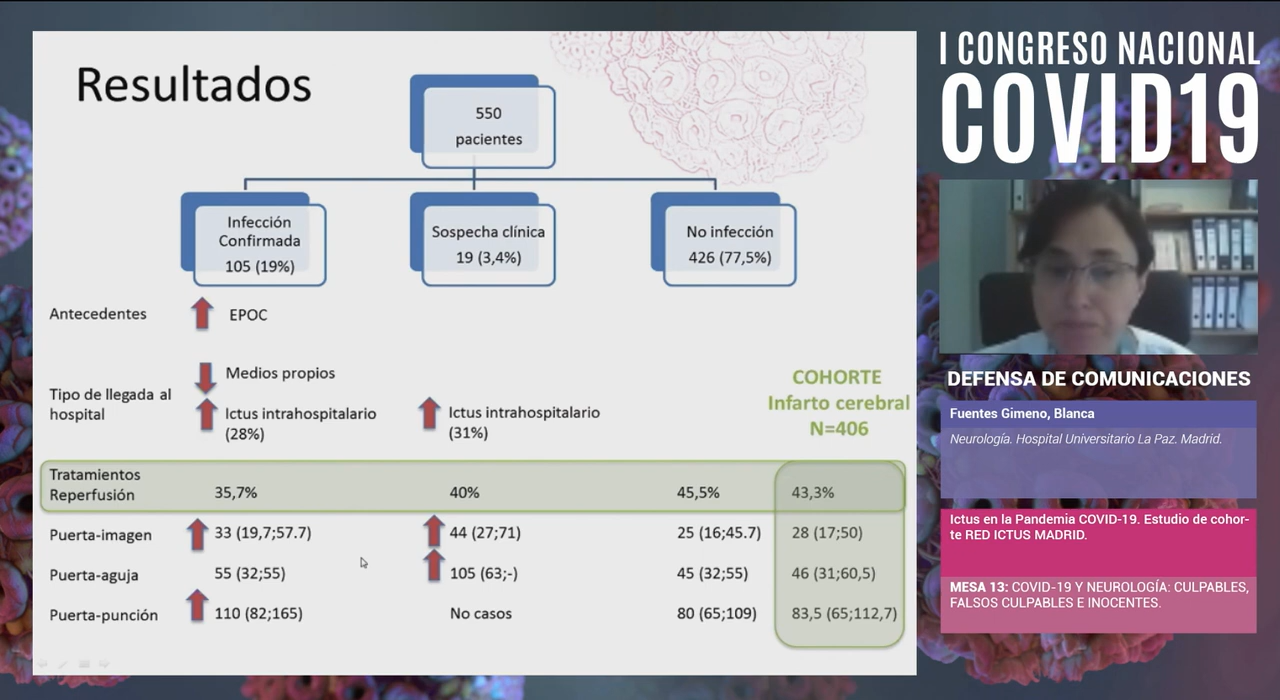 Resultados
550
pacientes
Infección
Confirmada
105 (19%)
Sospecha clínica
19 (3,4%)
No infección
426 (77,5%)
Antecedentes
EPOC
Tipo de llegada al
hospital
Medios propios
Ictus intrahospitalario
(28%)
Ictus intrahospitalario
(31%)
COHORTE
Infarto cerebral
N=406
Tratamientos
Reperfusión
35,7%
40%
45,5%
43,3%
Puerta-imagen
33 (19,7;57.7)
44 (27;71)
25 (16;45.7)
28 (17;50)
Puerta-aguja
55 (32;55)
105 (63;-)
45 (32;55)
46 (31;60,5)
Puerta-punción
110 (82;165)
No casos
80 (65;109)
83,5 (65;112,7)
I CONGRESO NACIONAL
COVID19
DEFENSA DE COMUNICACIONES
Fuentes Gimeno, Blanca
Neurología. Hospital Universitario La Paz. Madrid.
Ictus en la Pandemia COVID-19. Estudio de cohor-
te RED ICTUS MADRID.
MESA 13: COVID-19 Y NEUROLOGÍA: CULPABLES,
FALSOS CULPABLES E INOCENTES.